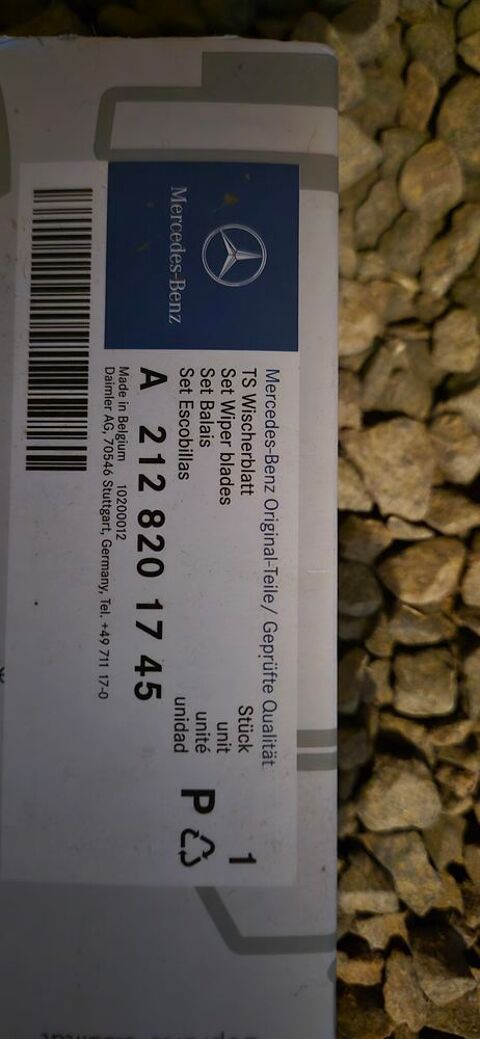 Mercedes-Benz
Mercedes-Benz Original-Teile / Geprüfte Qualität
TS Wischerblatt
Set Wiper blades
Set Balais
Set Escobillas
Stück
unit
unité
unidad
1
P
A 212 820 17 45
Made in Belgium 10200012
Daimler AG, 70546 Stuttgart, Germany, Tel. +49 711 17-0